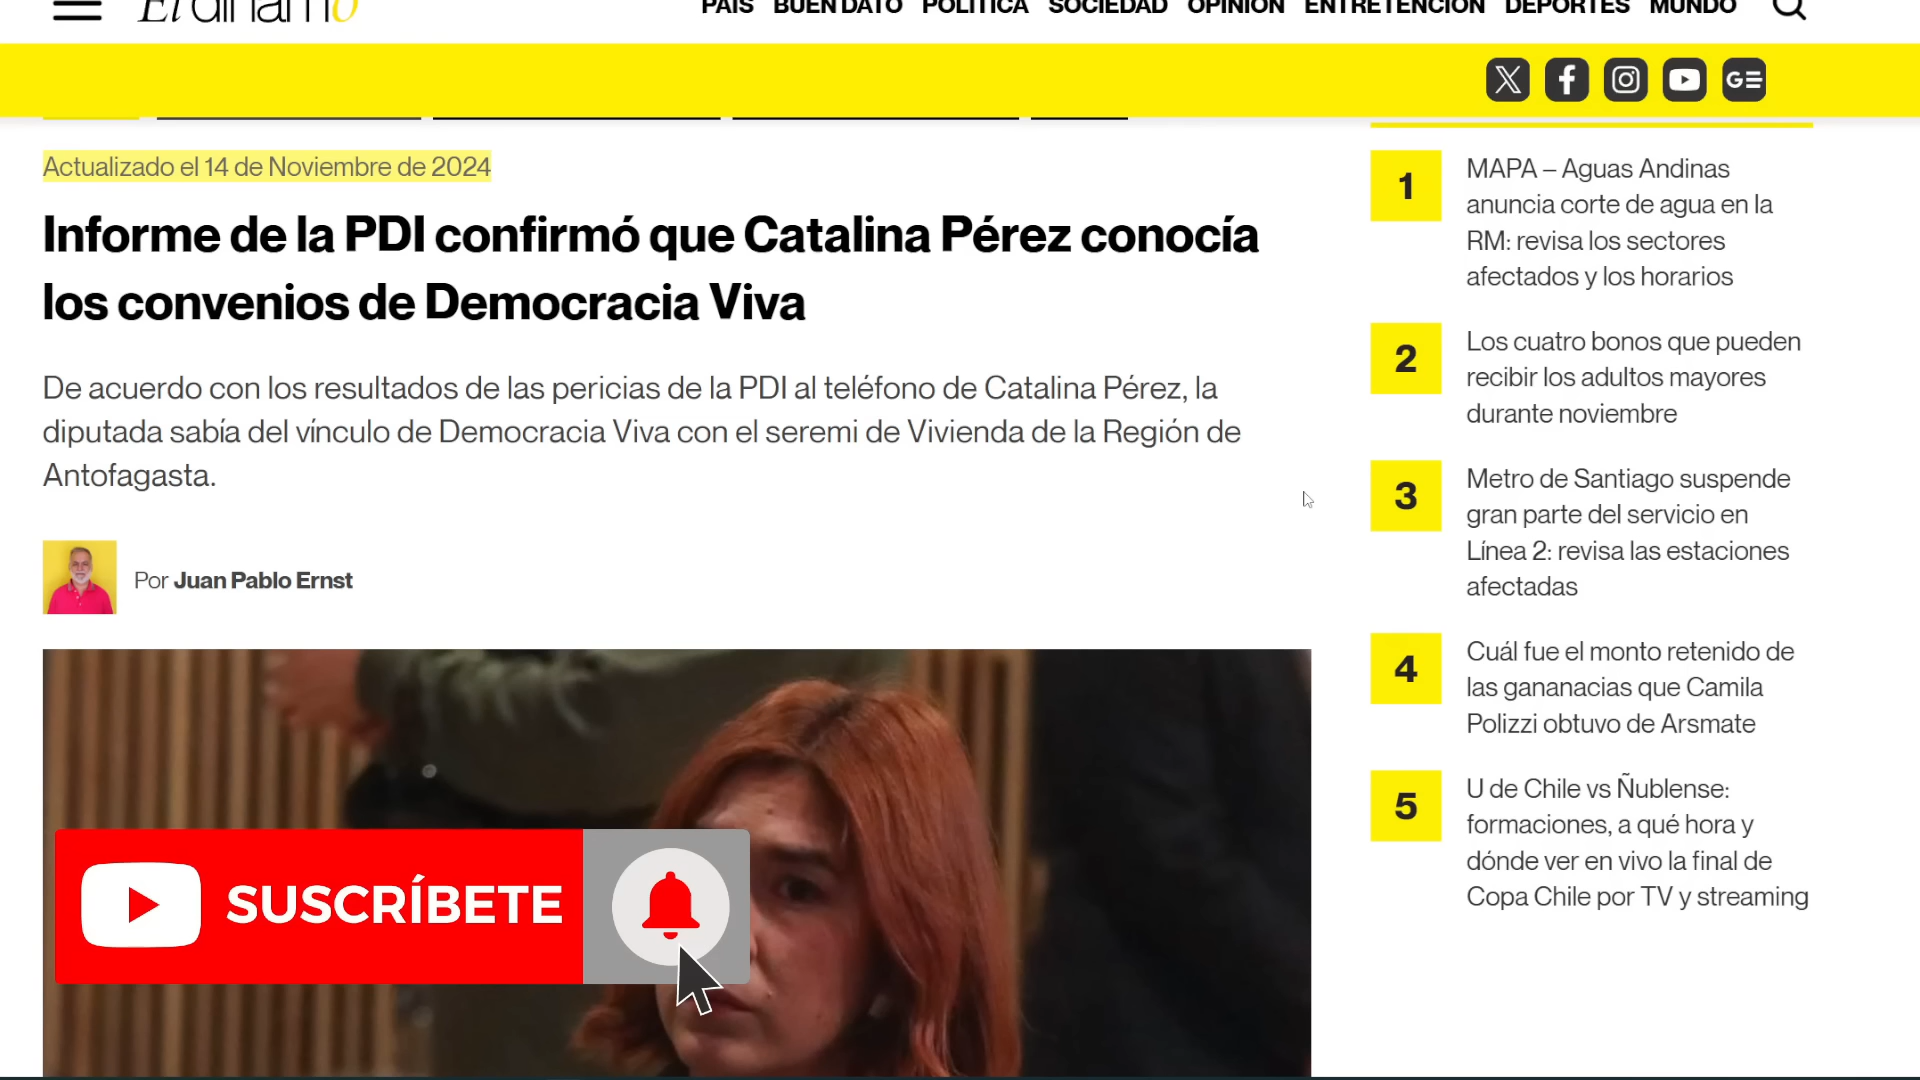 El dínamo
PAÍS BUEN DATO POLÍTICA SOCIEDAD OPINIÓN ENTRETENCIÓN DEPORTES MUNDO
Actualizado el 14 de Noviembre de 2024
Informe de la PDI confirmó que Catalina Pérez conocía
los convenios de Democracia Viva
De acuerdo con los resultados de las pericias de la PDI al teléfono de Catalina Pérez, la
diputada sabía del vínculo de Democracia Viva con el seremi de Vivienda de la Región de
Antofagasta.
Por Juan Pablo Ernst
SUSCRÍBETE
1
MAPA – Aguas Andinas
anuncia corte de agua en la
RM: revisa los sectores
afectados y los horarios
2
Los cuatro bonos que pueden
recibir los adultos mayores
durante noviembre
3
Metro de Santiago suspende
gran parte del servicio en
Línea 2: revisa las estaciones
afectadas
4
Cuál fue el monto retenido de
las gananacias que Camila
Polizzi obtuvo de Arsmate
5
U de Chile vs Ñublense:
formaciones, a qué hora y
dónde ver en vivo la final de
Copa Chile por TV y streaming